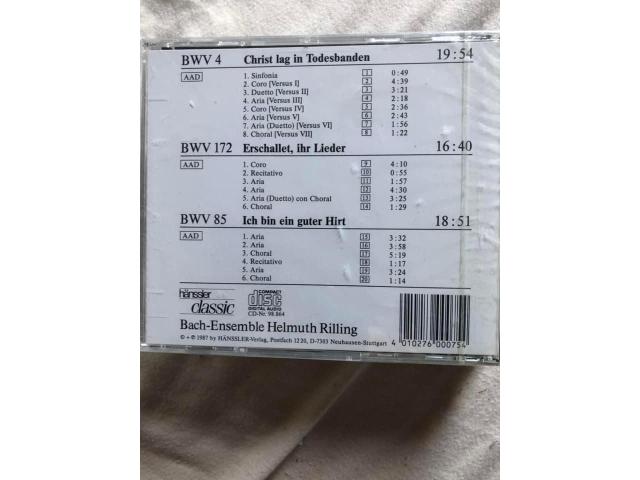 BWV 4 Christ lag in Todesbanden 19:54
AAD
1. Sinfonia 1 0:49
2. Coro [Versus I] 2 4:39
3. Duetto [Versus II] 3 3:21
4. Aria [Versus III] 4 2:18
5. Coro [Versus IV] 5 2:36
6. Aria [Versus V] 6 2:43
7. Aria (Duetto) [Versus VI] 7 1:56
8. Choral [Versus VII] 8 1:22
BWV 172 Erschallet, ihr Lieder 16:40
AAD
1. Coro 9 4:10
2. Recitativo 10 0:55
3. Aria 11 1:57
4. Aria 12 4:30
5. Aria (Duetto) con Choral 13 3:25
6. Choral 14 1:29
BWV 85 Ich bin ein guter Hirt 18:51
AAD
1. Aria 15 3:32
2. Aria 16 3:58
3. Choral 17 5:19
4. Recitativo 18 1:17
5. Aria 19 3:24
6. Choral 20 1:14
hänssler
classic
COMPACT
disc
DIGITAL AUDIO
CD-Nr. 98.864
Bach-Ensemble Helmuth Rilling
© + ℗ 1987 by HÄNSSLER-Verlag, Postfach 1220, D-7303 Neuhausen-Stuttgart
4 010276 000754